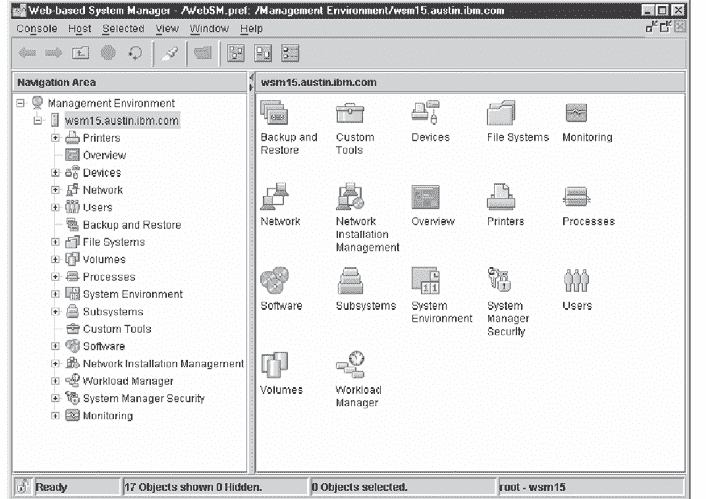 Web-based System Manager - /WebSM.pref: /Management Environment/wsm15.austin.ibm.com
Console Host Selected View Window Help
Navigation Area
Management Environment
wsm15.austin.ibm.com
Printers
Overview
Devices
Network
Users
Backup and Restore
File Systems
Volumes
Processes
System Environment
Subsystems
Custom Tools
Software
Network Installation Management
Workload Manager
System Manager Security
Monitoring
wsm15.austin.ibm.com
Backup and
Restore
Custom
Tools
Devices
File Systems
Monitoring
Network
Network
Installation
Management
Overview
Printers
Processes
Software
Subsystems
System
Environment
System
Manager
Security
Users
Volumes
Workload
Manager
Ready
17 Objects shown 0 Hidden.
0 Objects selected.
root - wsm15